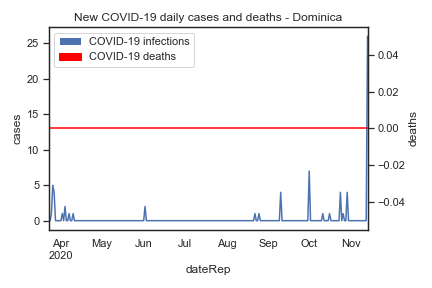 New COVID-19 daily cases and deaths - Dominica
COVID-19 infections
COVID-19 deaths
cases
25
20
15
10
5
0
0.04
0.02
0.00
−0.02
−0.04
deaths
Apr May Jun Jul Aug Sep Oct Nov
2020
dateRep